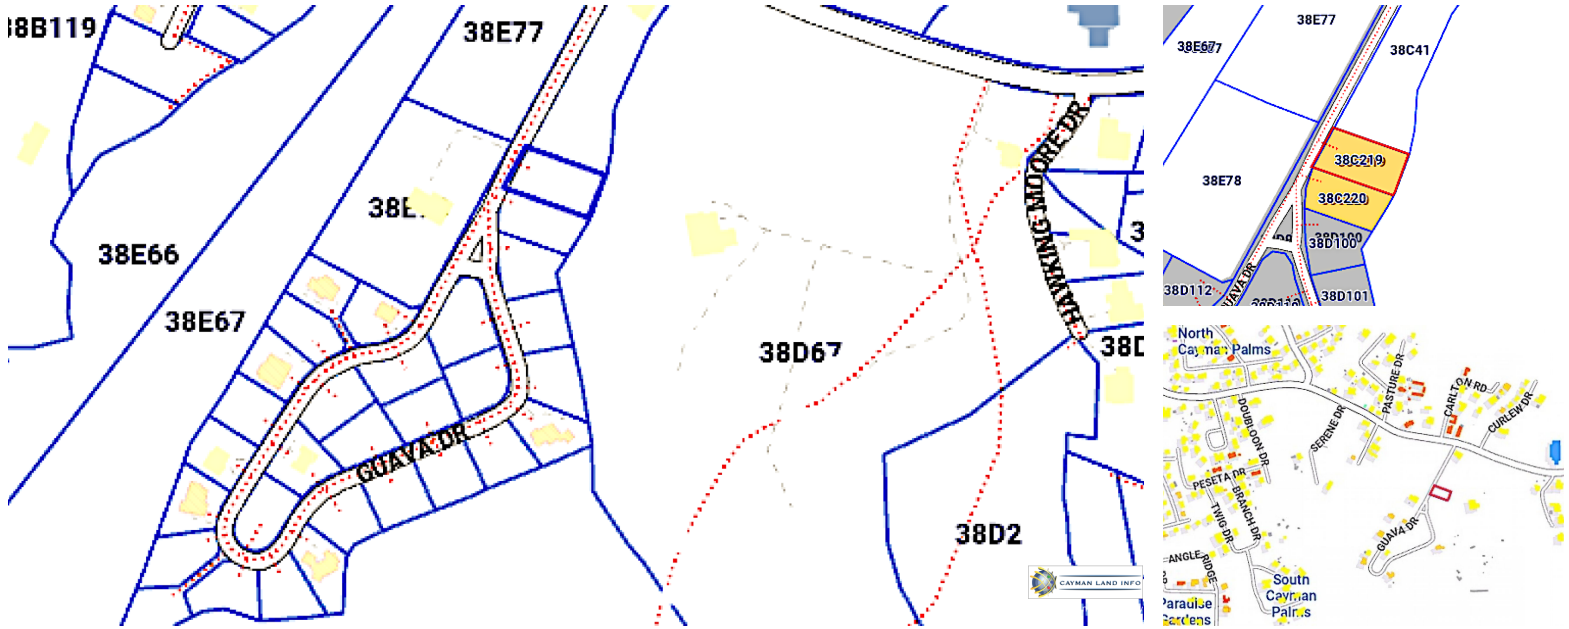 38B119
38E77
38E66
38E67
GUAVA DR
38D67
HAWKING MOORE DR
38D2
CAYMAN LAND INFO
38E77
38E67
38C41
38E78
38C219
38C220
38D100
38D112
GUAVA DR
38D110
38D101
North
Cayman Palms
PASTURE DR
CARLTON RD
CURLEW DR
DOUBLOON DR
SERENE DR
PESETA DR
BRANCH DR
TWIG DR
GUAVA DR
ANGLE
RIDGE
South
Cayman
Palms
Paradise
Gardens